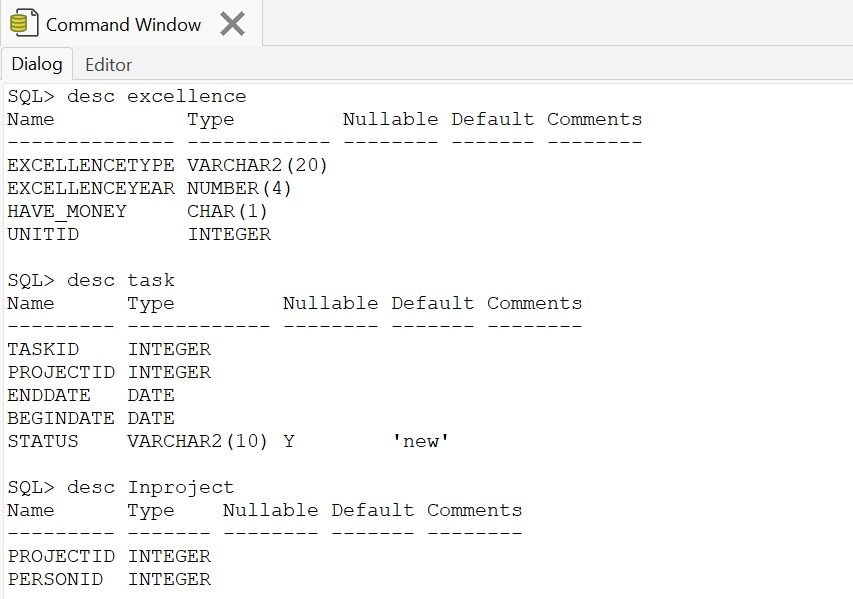 Command Window
Dialog Editor
SQL> desc excellence
Name           Type         Nullable Default Comments
-------------- ------------ -------- ------- --------
EXCELLENCETYPE VARCHAR2(20)
EXCELLENCEYEAR NUMBER(4)
HAVE_MONEY     CHAR(1)
UNITID         INTEGER
SQL> desc task
Name      Type         Nullable Default Comments
--------- ------------ -------- ------- --------
TASKID    INTEGER
PROJECTID INTEGER
ENDDATE   DATE
BEGINDATE DATE
STATUS    VARCHAR2(10) Y        'new'
SQL> desc Inproject
Name      Type    Nullable Default Comments
--------- ------- -------- ------- --------
PROJECTID INTEGER
PERSONID  INTEGER